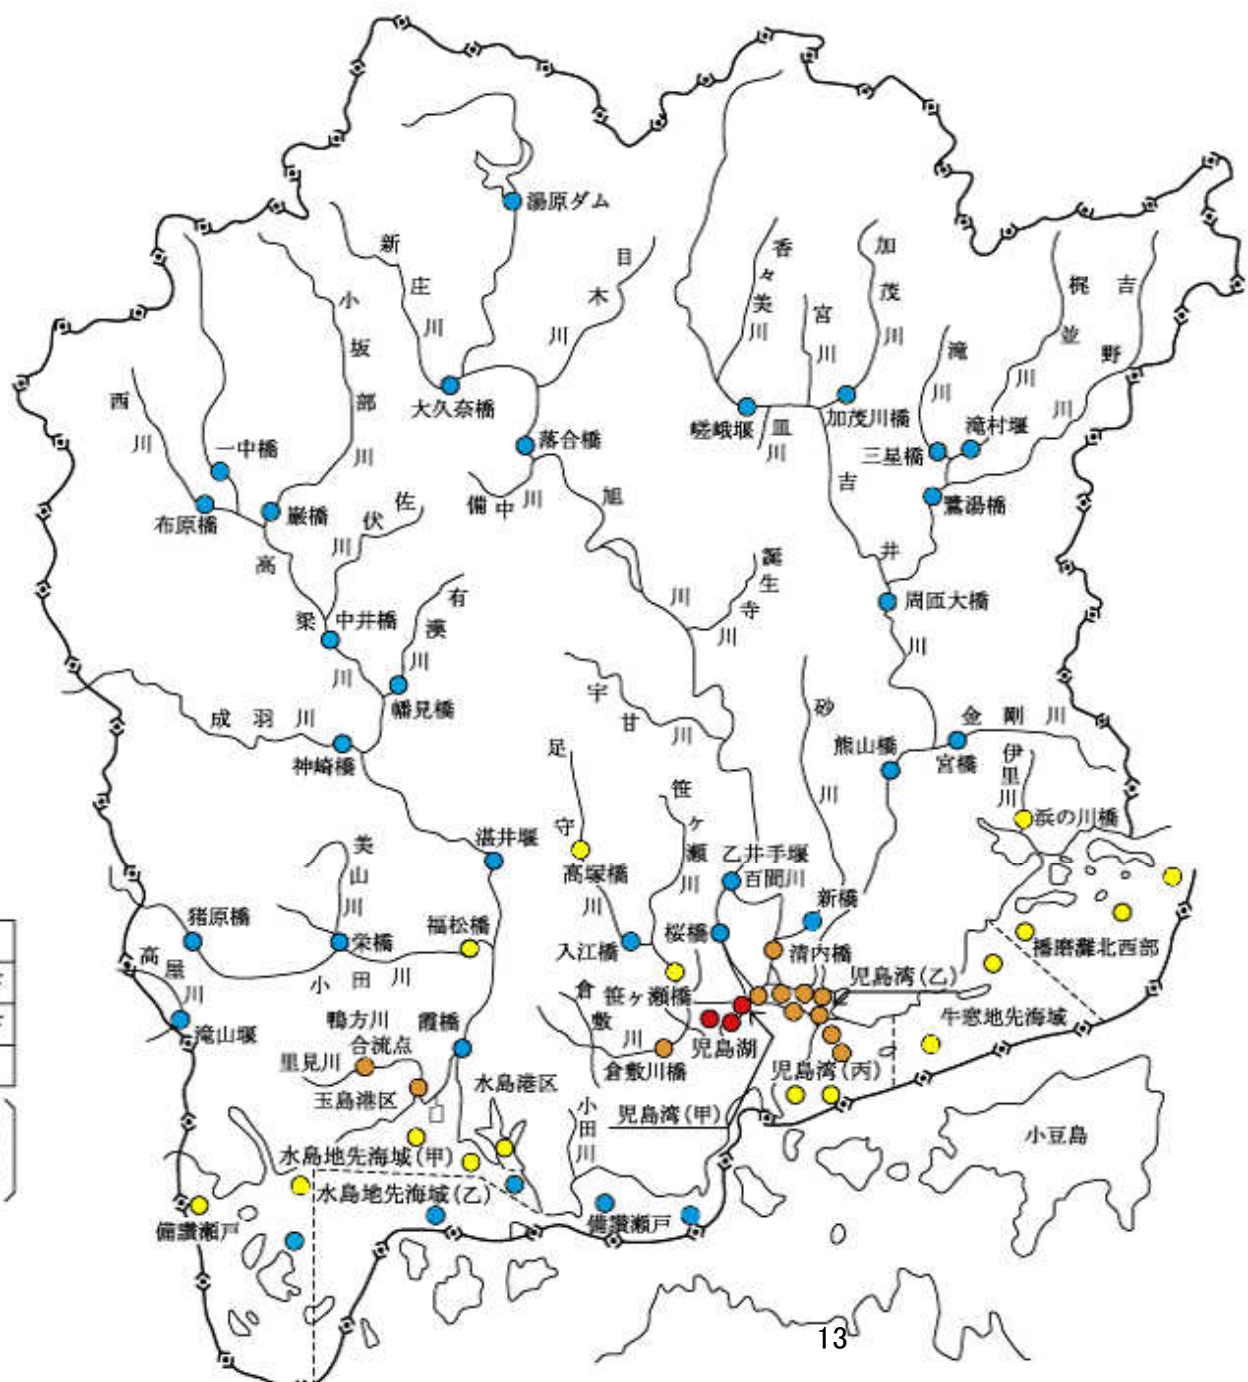 湯原ダム
新庄川
目木川
小坂部川
西川
大久奈橋
落合橋
備中川
旭川
一中橋
布原橋
巌橋
佐伏川
高梁川
中井橋
有漢川
幡見橋
成羽川
神崎橋
香々美川
宮川
加茂川
嵯峨堰
皿川
加茂川橋
滝川
梶並川
吉野川
三星橋
滝村堰
鷺湯橋
吉井川
周匝大橋
誕生寺川
宇甘川
砂川
熊山橋
金剛川
宮橋
伊里川
浜の川橋
足守川
高塚橋
入江橋
笹ヶ瀬川
笹ヶ瀬橋
乙井手堰
百間川
桜橋
新橋
清内橋
湛井堰
美山川
猪原橋
栄橋
福松橋
小田川
高屋川
滝山堰
鴨方川
合流点
里見川
霞橋
玉島港区
水島港区
倉敷川
倉敷川橋
児島湖
児島湾(乙)
児島湾(丙)
児島湾(甲)
播磨灘北西部
牛窓地先海域
小豆島
小田川
水島地先海域(甲)
水島地先海域(乙)
備讃瀬戸
備讃瀬戸
13